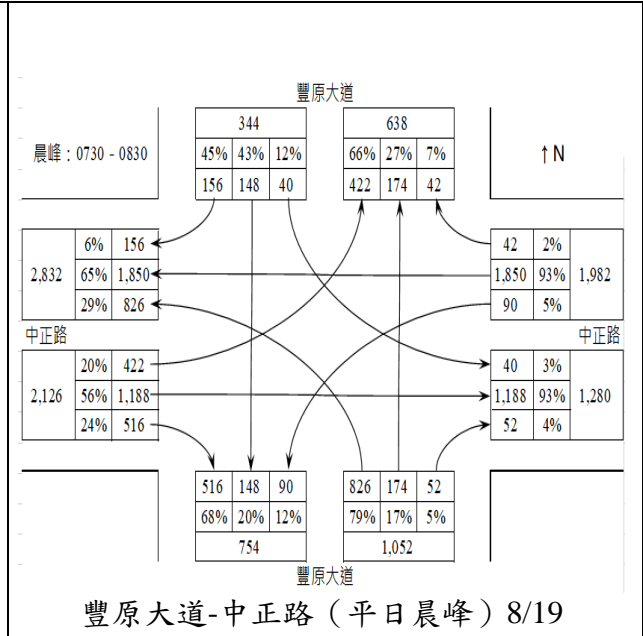 豐原大道
晨峰：0730 - 0830
344 638
45% 43% 12% 66% 27% 7%
156 148 40 422 174 42
↑N
6% 156 42 2%
2,832 65% 1,850 1,850 93% 1,982
29% 826 90 5%
中正路 中正路
20% 422 40 3%
2,126 56% 1,188 1,188 93% 1,280
24% 516 52 4%
516 148 90 826 174 52
68% 20% 12% 79% 17% 5%
754 1,052
豐原大道
豐原大道-中正路（平日晨峰）8/19